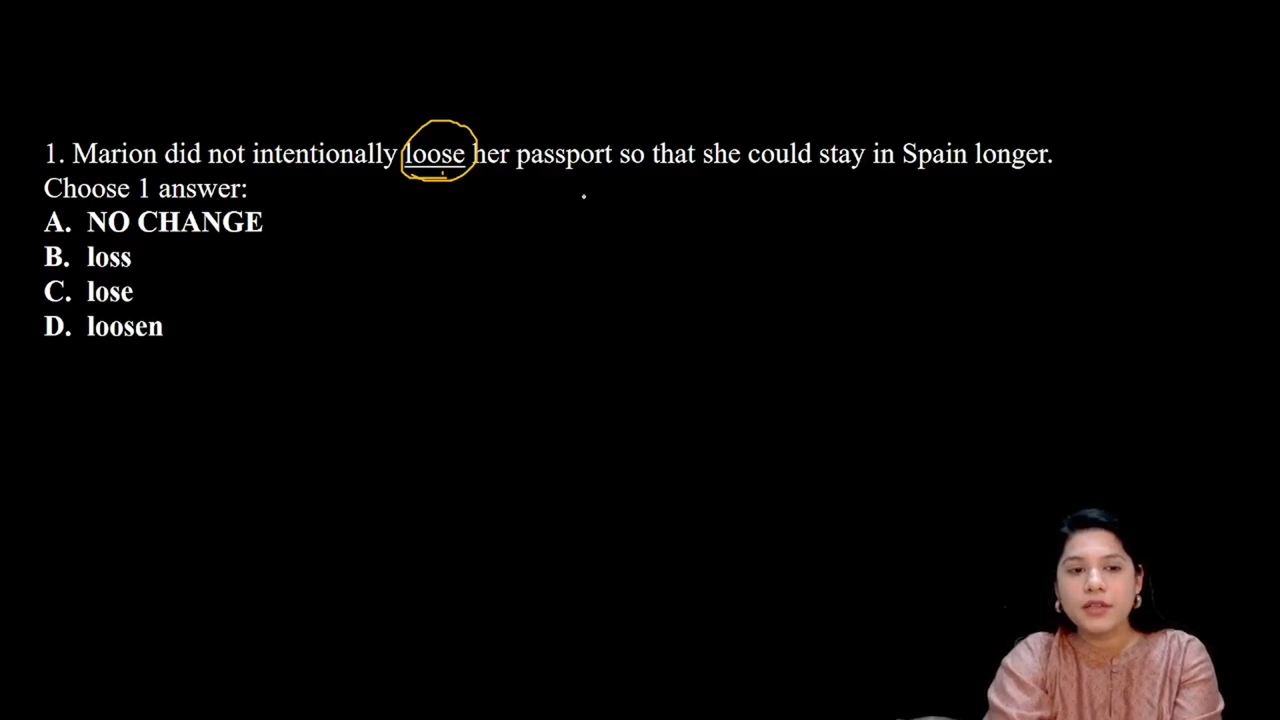 1. Marion did not intentionally loose her passport so that she could stay in Spain longer.
Choose 1 answer:
A. NO CHANGE
B. loss
C. lose
D. loosen